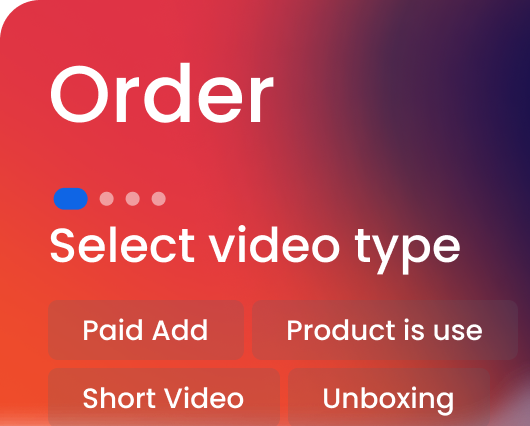 Order
Select video type
Paid Add
Product is use
Short Video
Unboxing